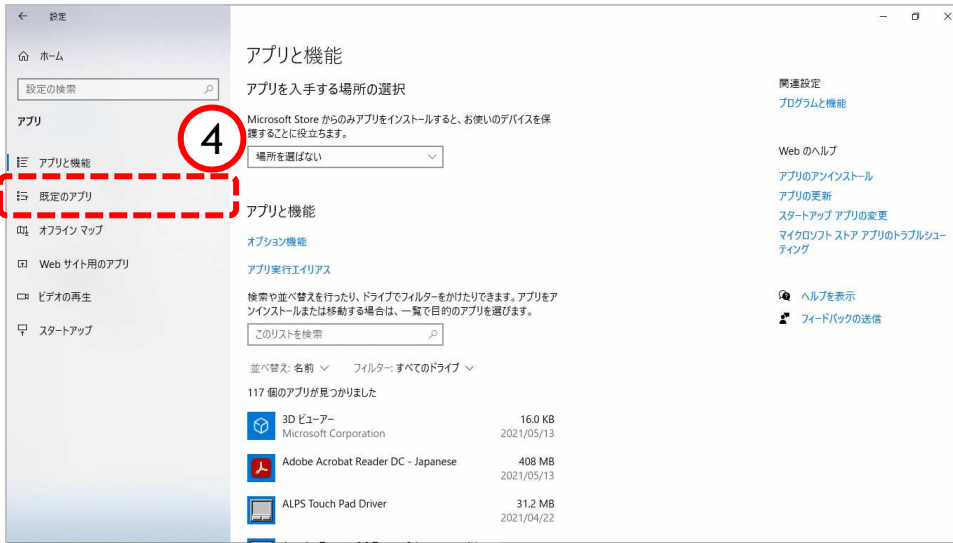 設定
ホーム
設定の検索
アプリ
アプリと機能
既定のアプリ
オフライン マップ
Web サイト用のアプリ
ビデオの再生
スタートアップ
4
アプリと機能
アプリを入手する場所の選択
Microsoft Store からのみアプリをインストールすると、お使いのデバイスを保
護することに役立ちます。
場所を選ばない
アプリと機能
オプション機能
アプリ実行エイリアス
検索や並べ替えを行ったり、ドライブでフィルターをかけたりできます。アプリをア
ンインストールまたは移動する場合は、一覧で目的のアプリを選びます。
このリストを検索
並べ替え: 名前 フィルター: すべてのドライブ
117 個のアプリが見つかりました
3D ビューアー 16.0 KB
Microsoft Corporation 2021/05/13
Adobe Acrobat Reader DC - Japanese 408 MB
2021/05/13
ALPS Touch Pad Driver 31.2 MB
2021/04/22
関連設定
プログラムと機能
Web のヘルプ
アプリのアンインストール
アプリの更新
スタートアップ アプリの変更
マイクロソフト ストア アプリのトラブルシュー
ティング
ヘルプを表示
フィードバックの送信